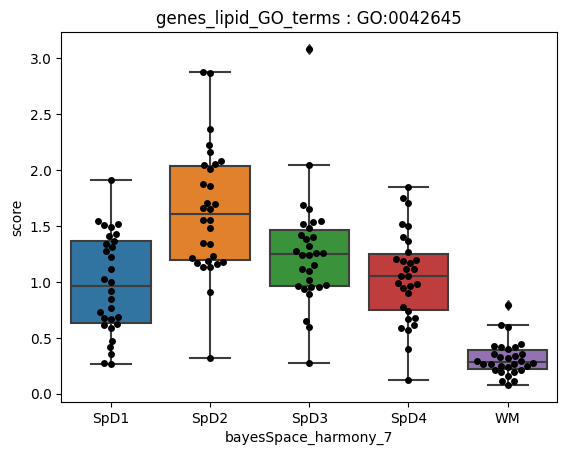 genes_lipid_GO_terms : GO:0042645
score
3.0
2.5
2.0
1.5
1.0
0.5
0.0
SpD1 SpD2 SpD3 SpD4 WM
bayesSpace_harmony_7